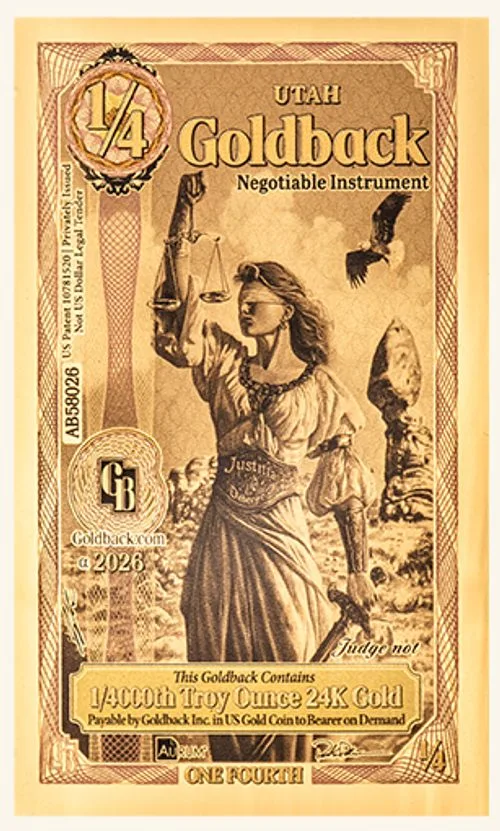 1/4
UTAH
Goldback
Negotiable Instrument
US Patent 10781520 | Privately Issued
Not US Dollar Legal Tender
AB58026
GB
Goldback.com
α 2026
Justitia
Judge not
This Goldback Contains
1/4000th Troy Ounce 24K Gold
Payable by Goldback Inc. in US Gold Coin to Bearer on Demand
AuRUM
1/4
ONE FOURTH